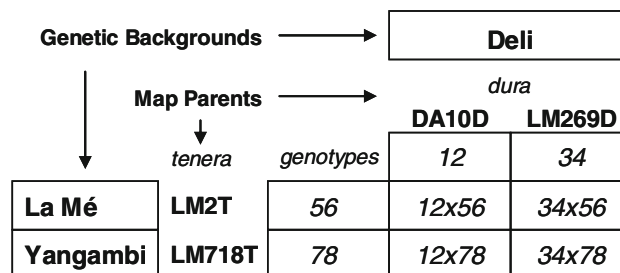 Genetic Backgrounds Deli
Map Parents dura
DA10D LM269D
tenera genotypes 12 34
La Mé LM2T 56 12x56 34x56
Yangambi LM718T 78 12x78 34x78